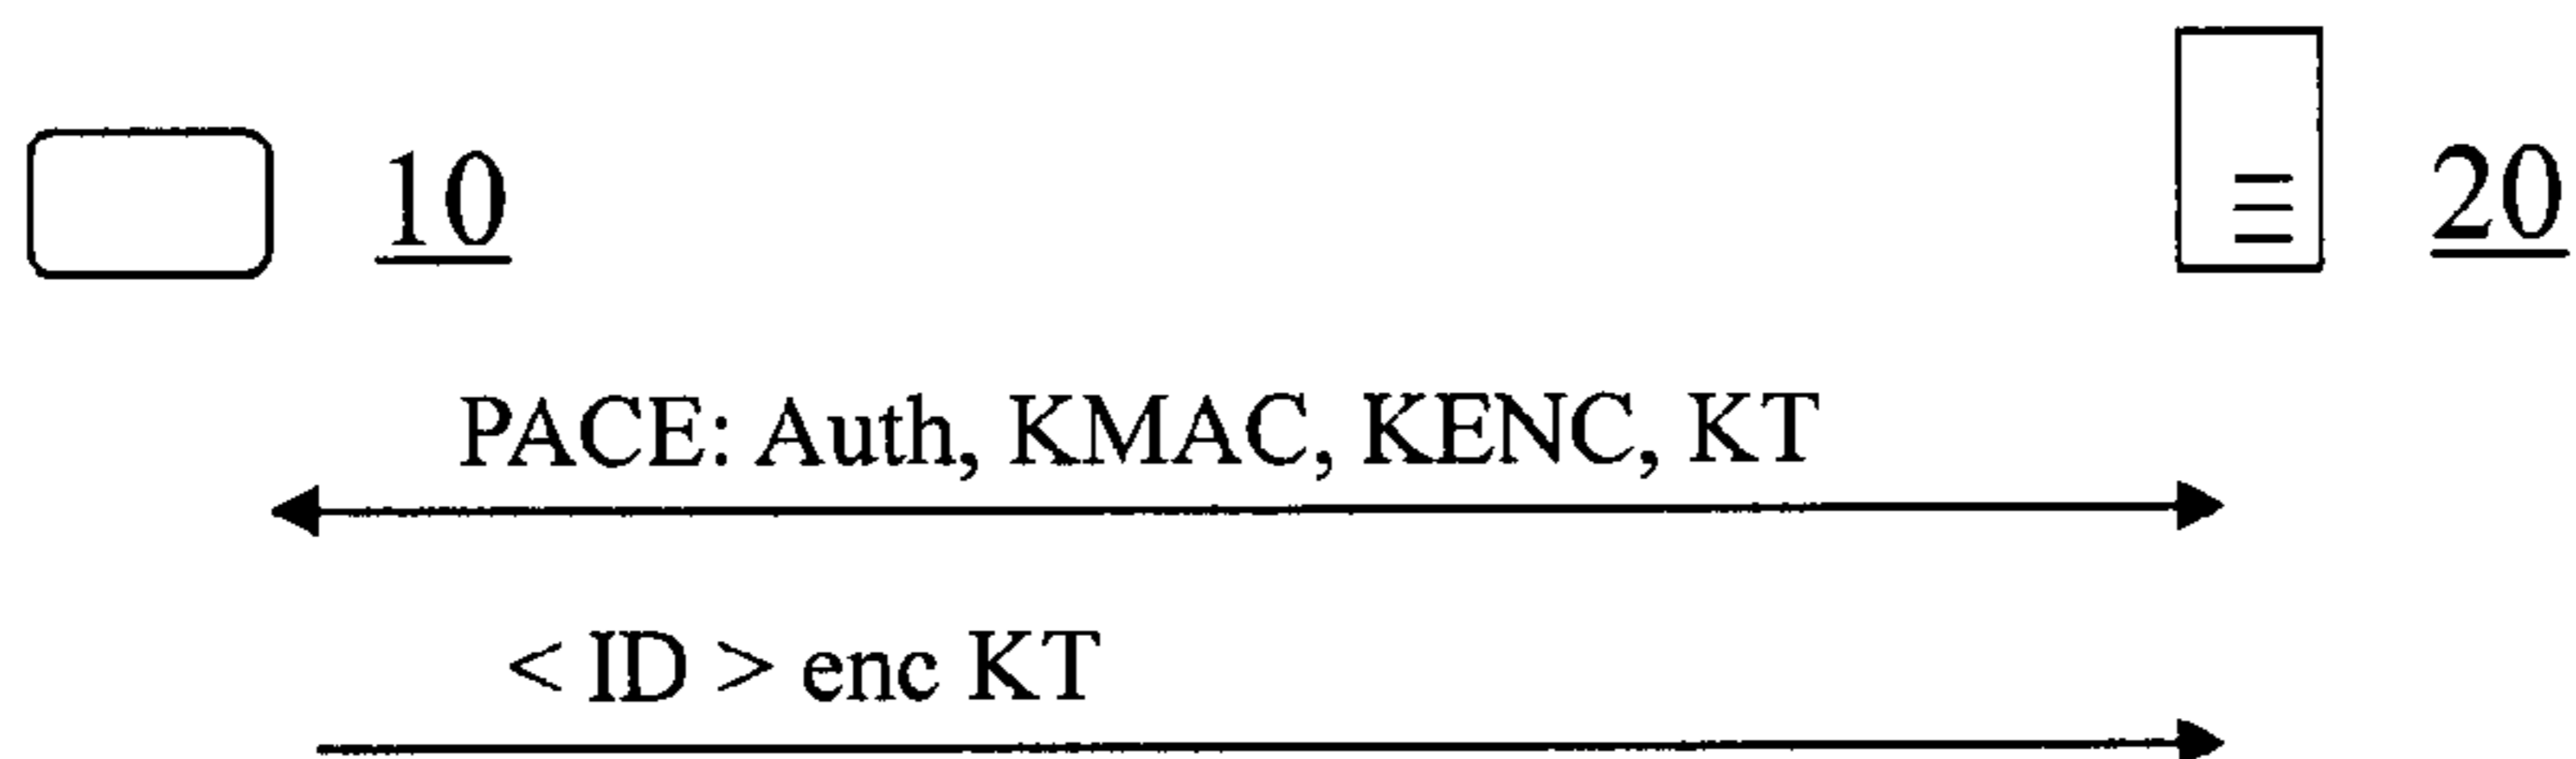 10
20
PACE: Auth, KMAC, KENC, KT
< ID > enc KT